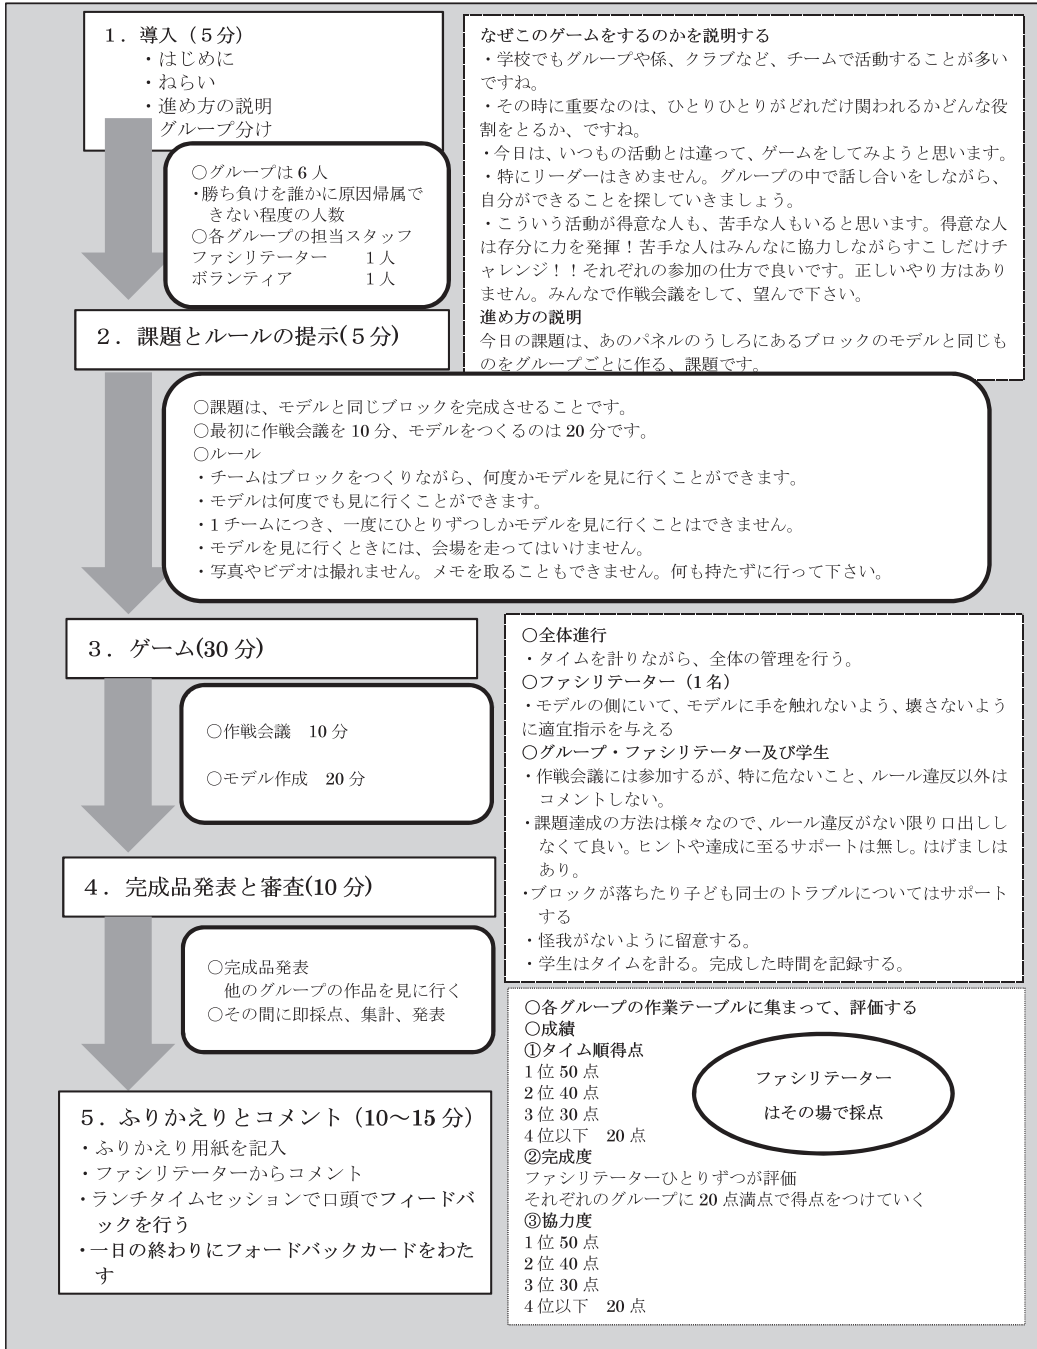 １．導入（５分）
・はじめに
・ねらい
・進め方の説明
グループ分け
○グループは 6 人
・勝ち負けを誰かに原因帰属で
きない程度の人数
○各グループの担当スタッフ
ファシリテーター　　1 人
ボランティア　　　　1 人
なぜこのゲームをするのかを説明する
・学校でもグループや係、クラブなど、チームで活動することが多い
ですね。
・その時に重要なのは、ひとりひとりがどれだけ関われるかどんな役
割をとるか、ですね。
・今日は、いつもの活動とは違って、ゲームをしてみようと思います。
・特にリーダーはきめません。グループの中で話し合いをしながら、
自分ができることを探していきましょう。
・こういう活動が得意な人も、苦手な人もいると思います。得意な人
は存分に力を発揮！苦手な人はみんなに協力しながらすこしだけチ
ャレンジ！！それぞれの参加の仕方で良いです。正しいやり方はあり
ません。みんなで作戦会議をして、望んで下さい。
進め方の説明
今日の課題は、あのパネルのうしろにあるブロックのモデルと同じも
のをグループごとに作る、課題です。
２．課題とルールの提示(５分)
○課題は、モデルと同じブロックを完成させることです。
○最初に作戦会議を 10 分、モデルをつくるのは 20 分です。
○ルール
・チームはブロックをつくりながら、何度かモデルを見に行くことができます。
・モデルは何度でも見に行くことができます。
・1 チームにつき、一度にひとりずつしかモデルを見に行くことはできません。
・モデルを見に行くときには、会場を走ってはいけません。
・写真やビデオは撮れません。メモを取ることもできません。何も持たずに行って下さい。
３．ゲーム(30 分)
○作戦会議　10 分
○モデル作成　20 分
○全体進行
・タイムを計りながら、全体の管理を行う。
○ファシリテーター（1 名）
・モデルの側にいて、モデルに手を触れないよう、壊さないよう
に適宜指示を与える
○グループ・ファシリテーター及び学生
・作戦会議には参加するが、特に危ないこと、ルール違反以外は
コメントしない。
・課題達成の方法は様々なので、ルール違反がない限り口出しし
なくて良い。ヒントや達成に至るサポートは無し。はげましは
あり。
・ブロックが落ちたり子ども同士のトラブルについてはサポート
する
・怪我がないように留意する。
・学生はタイムを計る。完成した時間を記録する。
４．完成品発表と審査(10 分)
○完成品発表
他のグループの作品を見に行く
○その間に即採点、集計、発表
○各グループの作業テーブルに集まって、評価する
○成績
①タイム順得点
1 位 50 点
2 位 40 点
3 位 30 点
4 位以下　20 点
②完成度
ファシリテーターひとりずつが評価
それぞれのグループに 20 点満点で得点をつけていく
③協力度
1 位 50 点
2 位 40 点
3 位 30 点
4 位以下　20 点
ファシリテーター
はその場で採点
５．ふりかえりとコメント（10～15 分）
・ふりかえり用紙を記入
・ファシリテーターからコメント
・ランチタイムセッションで口頭でフィードバ
ックを行う
・一日の終わりにフォードバックカードをわた
す